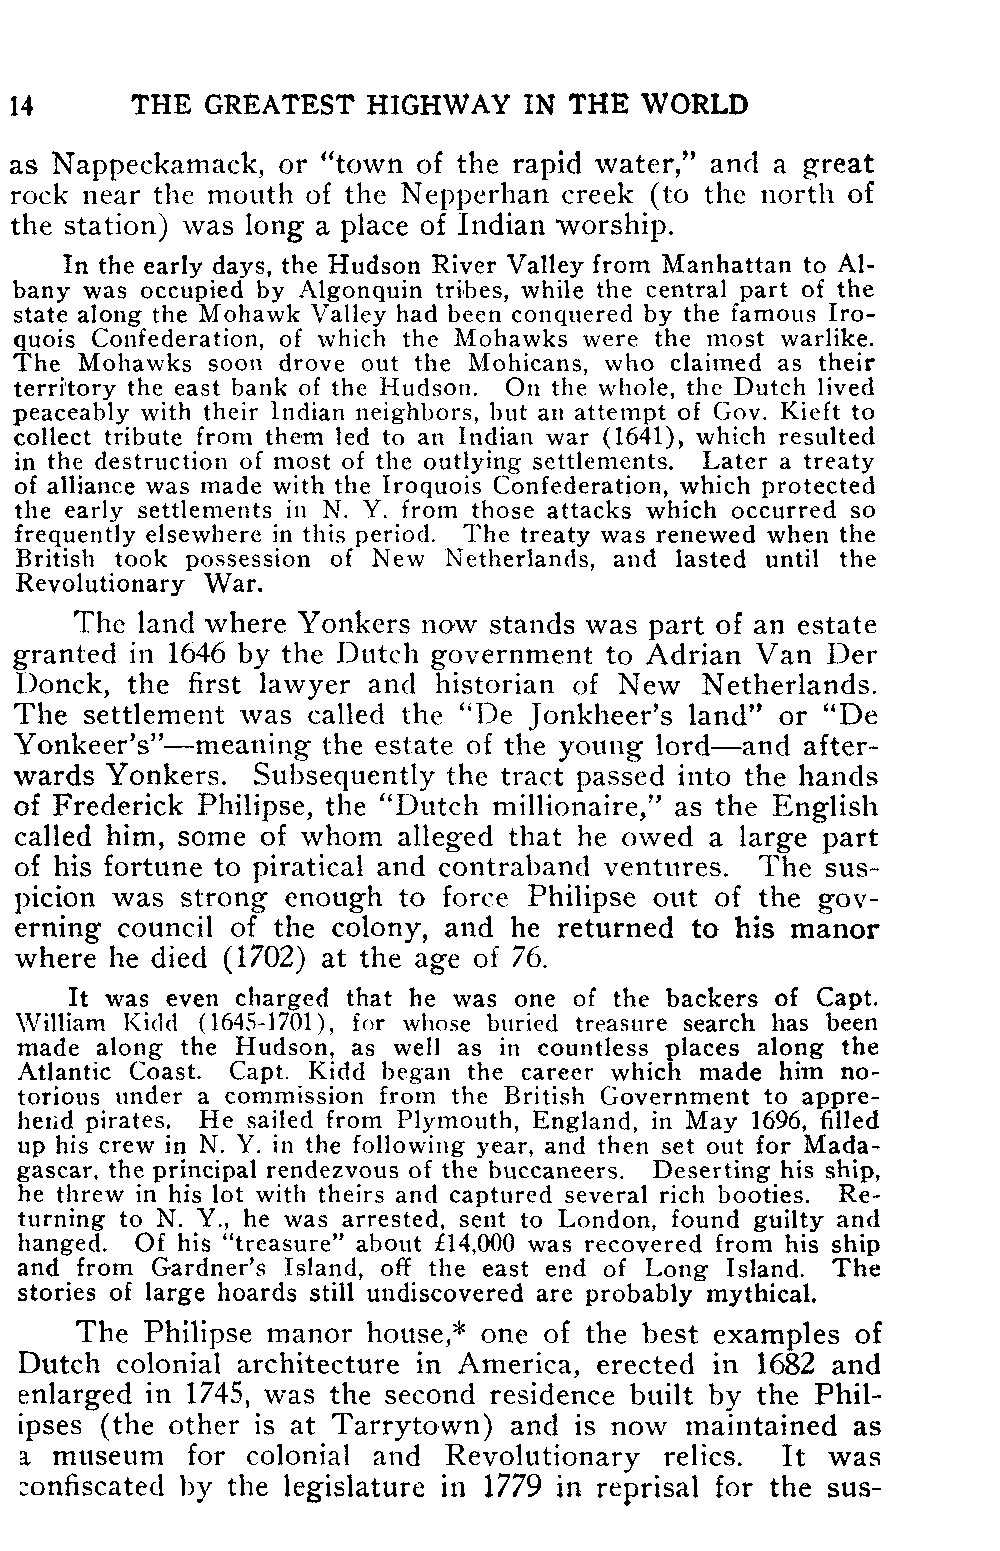 14 THE GREATEST HIGHWAY IN THE WORLD
as Nappeckamack, or “town of the rapid water,” and a great
rock near the mouth of the Nepperhan creek (to the north of
the station) was long a place of Indian worship.
In the early days, the Hudson River Valley from Manhattan to Al-
bany was occupied by Algonquin tribes, while the central part of the
state along the Mohawk Valley had been conquered by the famous Iro-
quois Confederation, of which the Mohawks were the most warlike.
The Mohawks soon drove out the Mohicans, who claimed as their
territory the east bank of the Hudson. On the whole, the Dutch lived
peaceably with their Indian neighbors, but an attempt of Gov. Kieft to
collect tribute from them led to an Indian war (1641), which resulted
in the destruction of most of the outlying settlements. Later a treaty
of alliance was made with the Iroquois Confederation, which protected
the early settlements in N. Y. from those attacks which occurred so
frequently elsewhere in this period. The treaty was renewed when the
British took possession of New Netherlands, and lasted until the
Revolutionary War.
The land where Yonkers now stands was part of an estate
granted in 1646 by the Dutch government to Adrian Van Der
Donck, the first lawyer and historian of New Netherlands.
The settlement was called the “De Jonkheer’s land” or “De
Yonkeer’s”—meaning the estate of the young lord—and after-
wards Yonkers. Subsequently the tract passed into the hands
of Frederick Philipse, the “Dutch millionaire,” as the English
called him, some of whom alleged that he owed a large part
of his fortune to piratical and contraband ventures. The sus-
picion was strong enough to force Philipse out of the gov-
erning council of the colony, and he returned to his manor
where he died (1702) at the age of 76.
It was even charged that he was one of the backers of Capt.
William Kidd (1645-1701), for whose buried treasure search has been
made along the Hudson, as well as in countless places along the
Atlantic Coast. Capt. Kidd began the career which made him no-
torious under a commission from the British Government to appre-
hend pirates. He sailed from Plymouth, England, in May 1696, filled
up his crew in N. Y. in the following year, and then set out for Mada-
gascar, the principal rendezvous of the buccaneers. Deserting his ship,
he threw in his lot with theirs and captured several rich booties. Re-
turning to N. Y., he was arrested, sent to London, found guilty and
hanged. Of his “treasure” about £14,000 was recovered from his ship
and from Gardner’s Island, off the east end of Long Island. The
stories of large hoards still undiscovered are probably mythical.
The Philipse manor house,* one of the best examples of
Dutch colonial architecture in America, erected in 1682 and
enlarged in 1745, was the second residence built by the Phil-
ipses (the other is at Tarrytown) and is now maintained as
a museum for colonial and Revolutionary relics. It was
confiscated by the legislature in 1779 in reprisal for the sus-